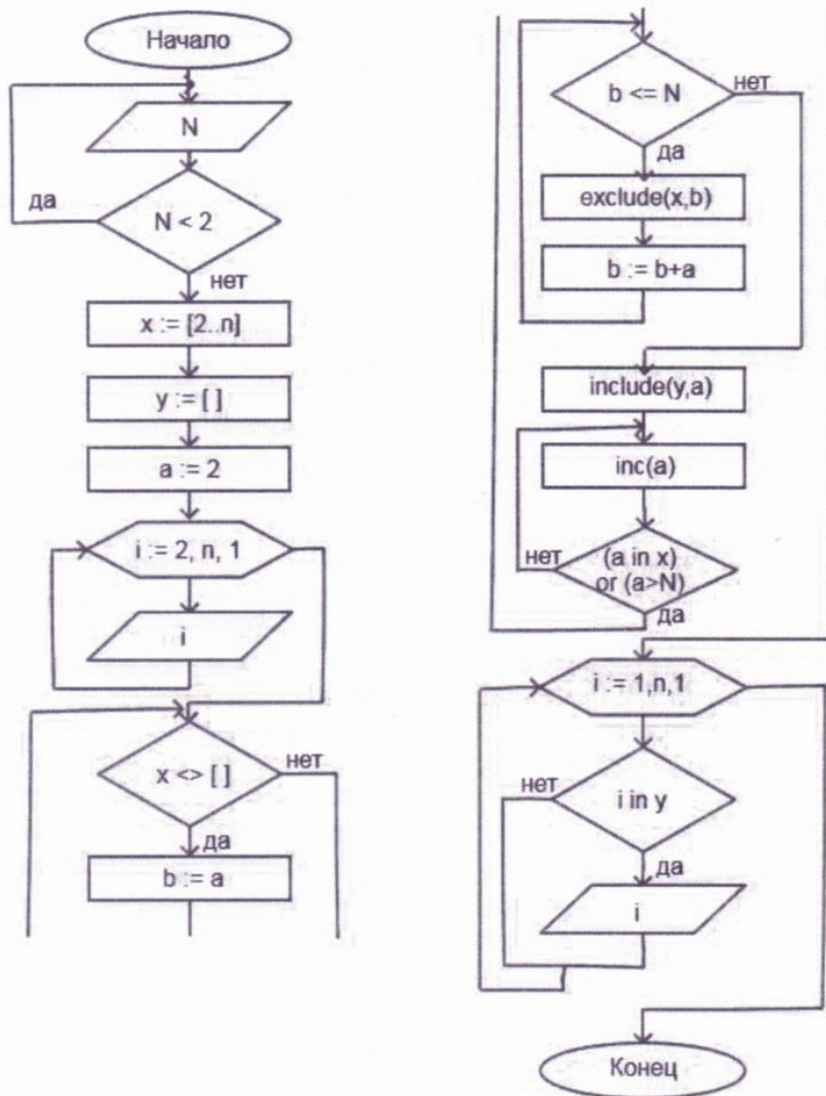 Начало
N
да
N < 2
нет
x := [2..n]
y := [ ]
a := 2
i := 2, n, 1
i
x <> [ ]
нет
да
b := a
b <= N
нет
да
exclude(x,b)
b := b+a
include(y,a)
inc(a)
нет
(a in x)
or (a>N)
да
i := 1,n,1
нет
i in y
да
i
Конец